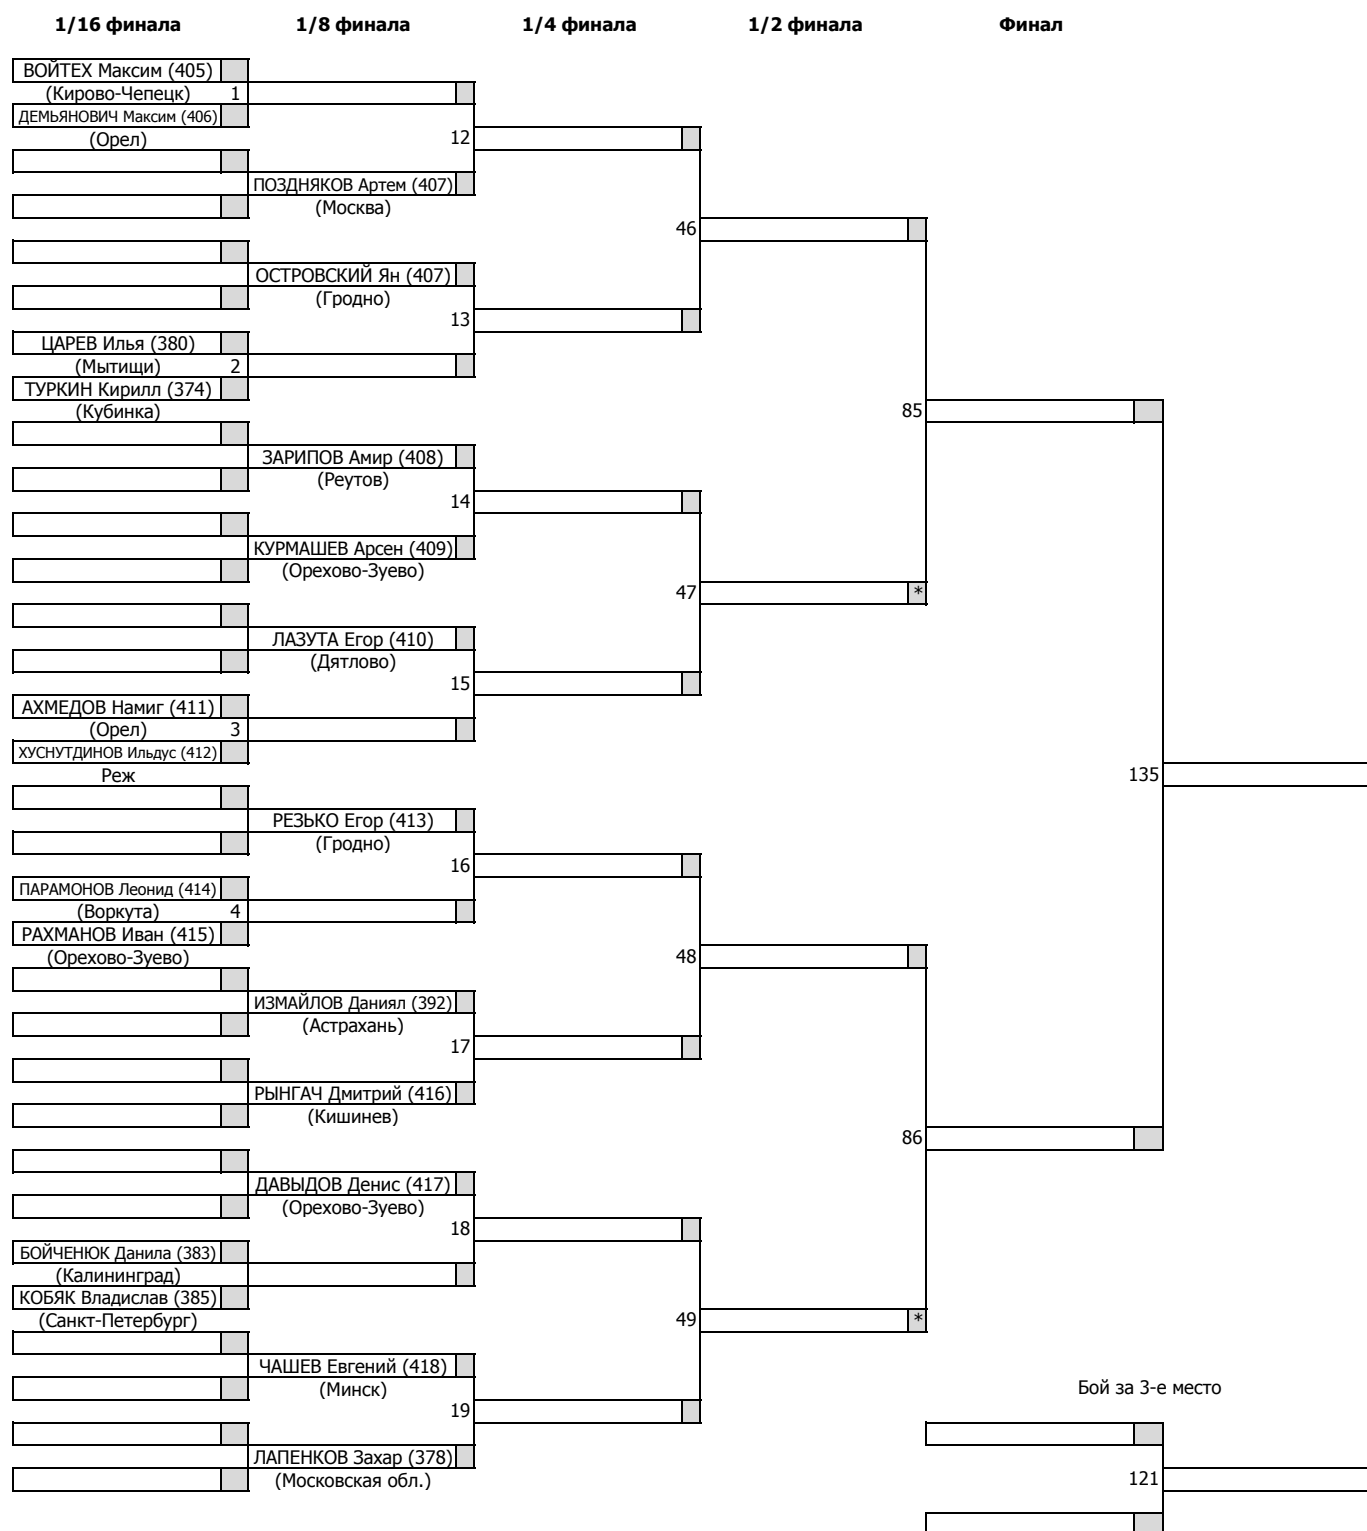 1/16 финала 1/8 финала 1/4 финала 1/2 финала Финал
ВОЙТЕХ Максим (405)
(Кирово-Чепецк) 1
ДЕМЬЯНОВИЧ Максим (406)
(Орел) 12
ПОЗДНЯКОВ Артем (407)
(Москва)
46
ОСТРОВСКИЙ Ян (407)
(Гродно)
13
ЦАРЕВ Илья (380)
(Мытищи) 2
ТУРКИН Кирилл (374)
(Кубинка) 85
ЗАРИПОВ Амир (408)
(Реутов)
14
КУРМАШЕВ Арсен (409)
(Орехово-Зуево)
47 *
ЛАЗУТА Егор (410)
(Дятлово)
15
АХМЕДОВ Намиг (411)
(Орел) 3
ХУСНУТДИНОВ Ильдус (412)
Реж 135
РЕЗЬКО Егор (413)
(Гродно)
16
ПАРАМОНОВ Леонид (414)
(Воркута) 4
РАХМАНОВ Иван (415)
(Орехово-Зуево) 48
ИЗМАЙЛОВ Даниял (392)
(Астрахань)
17
РЫНГАЧ Дмитрий (416)
(Кишинев)
86
ДАВЫДОВ Денис (417)
(Орехово-Зуево)
18
БОЙЧЕНЮК Данила (383)
(Калининград)
КОБЯК Владислав (385)
(Санкт-Петербург) 49 *
ЧАШЕВ Евгений (418)
(Минск) Бой за 3-е место
19
ЛАПЕНКОВ Захар (378)
(Московская обл.) 121